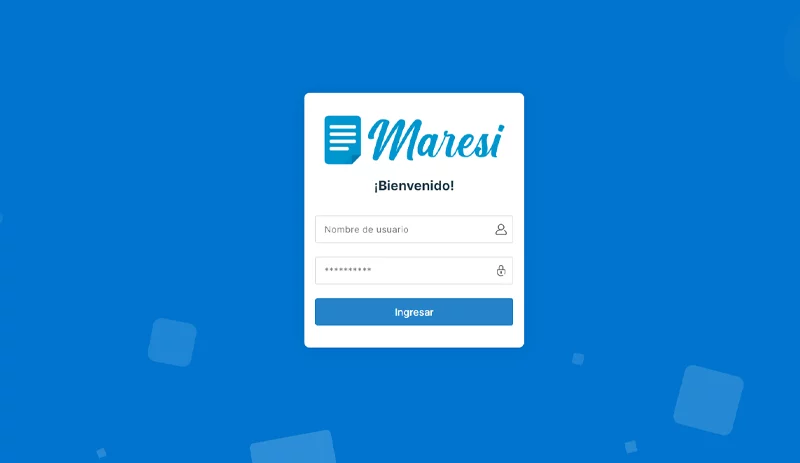 Maresi
¡Bienvenido!
Nombre de usuario
**********
Ingresar